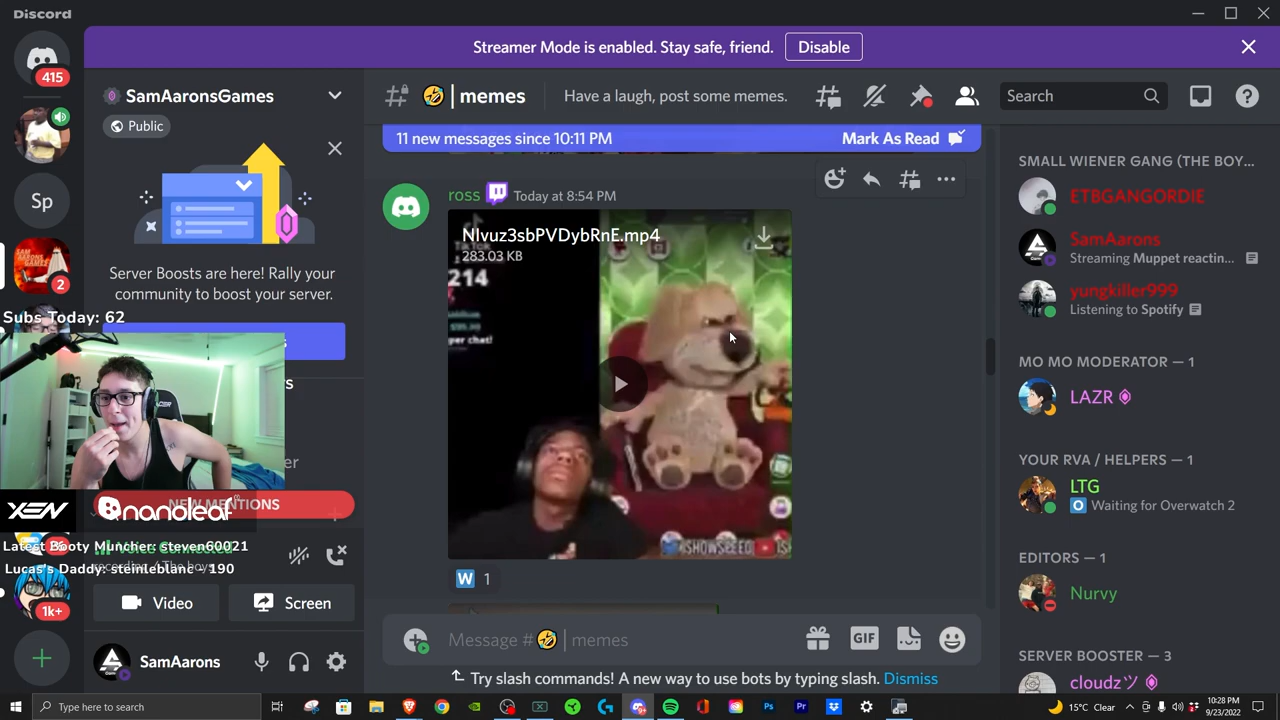 Discord
Streamer Mode is enabled. Stay safe, friend.
Disable
415
Sp
2
1k+
SamAaronsGames
Public
Server Boosts are here! Rally your
community to boost your server.
Subs Today: 62
XEN
nanoleaf
NEW MENTIONS
Latest Booty Muncher: Steven60021
Lucas's Daddy: steinleblanc - 190
Video
Screen
SamAarons
memes
Have a laugh, post some memes.
Search
11 new messages since 10:11 PM
Mark As Read
ross
Today at 8:54 PM
NIvuz3sbPVDybRnE.mp4
283.03 KB
214
per chat!
W 1
Message # | memes
GIF
Try slash commands! A new way to use bots by typing slash. Dismiss
SMALL WIENER GANG (THE BOY...
ETBGANGORDIE
SamAarons
Streaming Muppet reactin...
yungkiller999
Listening to Spotify
MO MO MODERATOR — 1
LAZR
YOUR RVA / HELPERS — 1
LTG
Waiting for Overwatch 2
EDITORS — 1
Nurvy
SERVER BOOSTER — 3
cloudzツ
Type here to search
15°C Clear
10:28 PM
9/23/2022